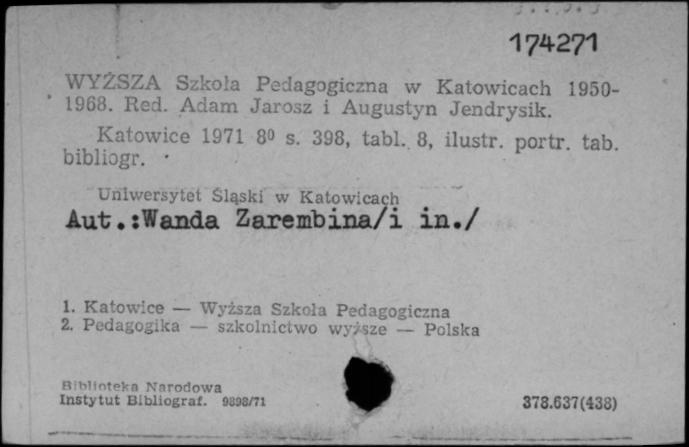 174271
WYŻSZA Szkoła Pedagogiczna w Katowicach 1950-
1968. Red. Adam Jarosz i Augustyn Jendrysik.
Katowice 1971 8º s. 398, tabl. 8, ilustr. portr. tab.
bibliogr.
Uniwersytet Śląski w Katowicach
Aut.:Wanda Zarembina/i in./
1. Katowice — Wyższa Szkoła Pedagogiczna
2. Pedagogika — szkolnictwo wyższe — Polska
Biblioteka Narodowa
Instytut Bibliograf. 9898/71
378.637(438)